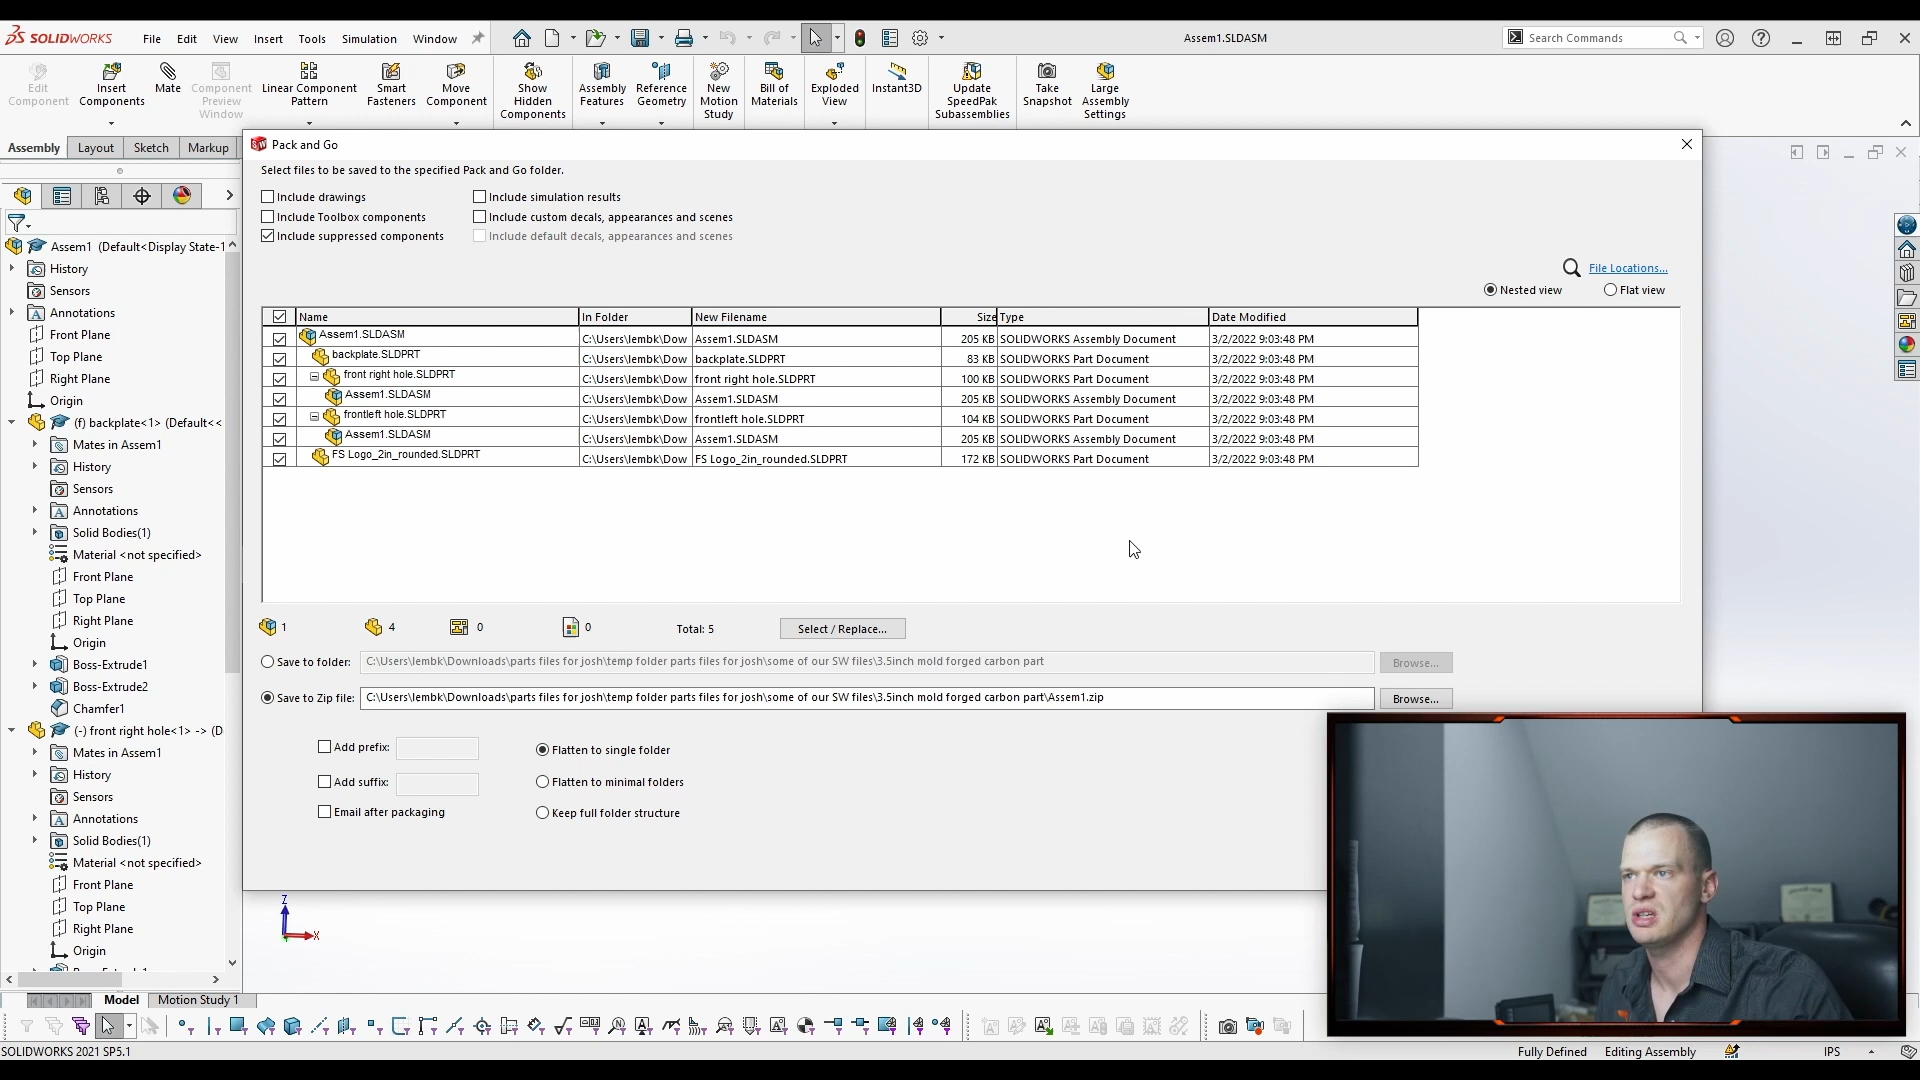 SOLIDWORKS File Edit View Insert Tools Simulation Window Assem1.SLDASM Search Commands
Edit Component
Insert Components
Mate
Component Preview Window
Linear Component Pattern
Smart Fasteners
Move Component
Show Hidden Components
Assembly Features
Reference Geometry
New Motion Study
Bill of Materials
Exploded View
Instant3D
Update SpeedPak Subassemblies
Take Snapshot
Large Assembly Settings
Assembly Layout Sketch Markup
Assem1 (Default<Display State-1
History
Sensors
Annotations
Front Plane
Top Plane
Right Plane
Origin
(f) backplate<1> (Default<<
Mates in Assem1
History
Sensors
Annotations
Solid Bodies(1)
Material <not specified>
Front Plane
Top Plane
Right Plane
Origin
Boss-Extrude1
Boss-Extrude2
Chamfer1
(-) front right hole<1> -> (D
Mates in Assem1
History
Sensors
Annotations
Solid Bodies(1)
Material <not specified>
Front Plane
Top Plane
Right Plane
Origin
Pack and Go
Select files to be saved to the specified Pack and Go folder.
Include drawings Include simulation results
Include Toolbox components Include custom decals, appearances and scenes
Include suppressed components Include default decals, appearances and scenes
File Locations...
Nested view Flat view
Name In Folder New Filename Size Type Date Modified
Assem1.SLDASM C:\Users\lembk\Dow Assem1.SLDASM 205 KB SOLIDWORKS Assembly Document 3/2/2022 9:03:48 PM
backplate.SLDPRT C:\Users\lembk\Dow backplate.SLDPRT 83 KB SOLIDWORKS Part Document 3/2/2022 9:03:48 PM
front right hole.SLDPRT C:\Users\lembk\Dow front right hole.SLDPRT 100 KB SOLIDWORKS Part Document 3/2/2022 9:03:48 PM
Assem1.SLDASM C:\Users\lembk\Dow Assem1.SLDASM 205 KB SOLIDWORKS Assembly Document 3/2/2022 9:03:48 PM
frontleft hole.SLDPRT C:\Users\lembk\Dow frontleft hole.SLDPRT 104 KB SOLIDWORKS Part Document 3/2/2022 9:03:48 PM
Assem1.SLDASM C:\Users\lembk\Dow Assem1.SLDASM 205 KB SOLIDWORKS Assembly Document 3/2/2022 9:03:48 PM
FS Logo_2in_rounded.SLDPRT C:\Users\lembk\Dow FS Logo_2in_rounded.SLDPRT 172 KB SOLIDWORKS Part Document 3/2/2022 9:03:48 PM
1 4 0 0 Total: 5 Select / Replace...
Save to folder: C:\Users\lembk\Downloads\parts files for josh\temp folder parts files for josh\some of our SW files\3.5inch mold forged carbon part Browse...
Save to Zip file: C:\Users\lembk\Downloads\parts files for josh\temp folder parts files for josh\some of our SW files\3.5inch mold forged carbon part\Assem1.zip Browse...
Add prefix: Flatten to single folder
Add suffix: Flatten to minimal folders
Email after packaging Keep full folder structure
Z
X
Model Motion Study 1
SOLIDWORKS 2021 SP5.1 Fully Defined Editing Assembly IPS